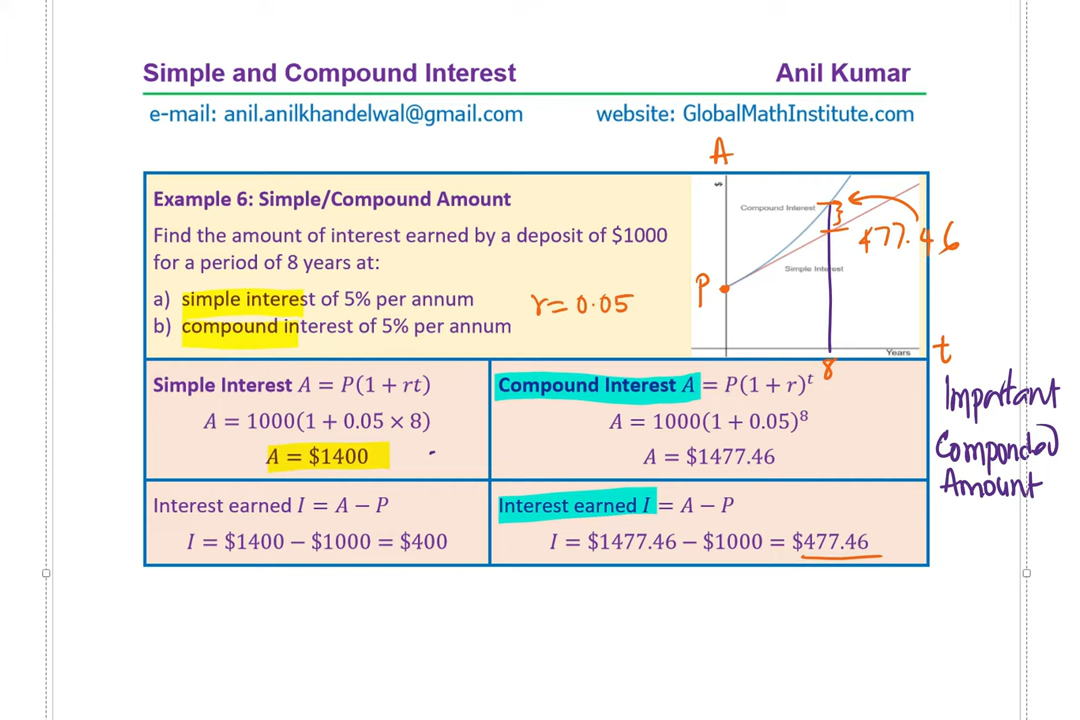 Simple and Compound Interest Anil Kumar
e-mail: anil.anilkhandelwal@gmail.com website: GlobalMathInstitute.com
A
Example 6: Simple/Compound Amount
Find the amount of interest earned by a deposit of $1000
for a period of 8 years at:
a) simple interest of 5% per annum
b) compound interest of 5% per annum
r = 0.05
$
Compound Interest
477.46
Simple Interest
P
Years
t
8
Simple Interest A = P(1 + rt)
A = 1000(1 + 0.05 × 8)
A = $1400
Compound Interest A = P(1 + r)^t
A = 1000(1 + 0.05)^8
A = $1477.46
Important
Componded
Amount
Interest earned I = A − P
I = $1400 − $1000 = $400
Interest earned I = A − P
I = $1477.46 − $1000 = $477.46